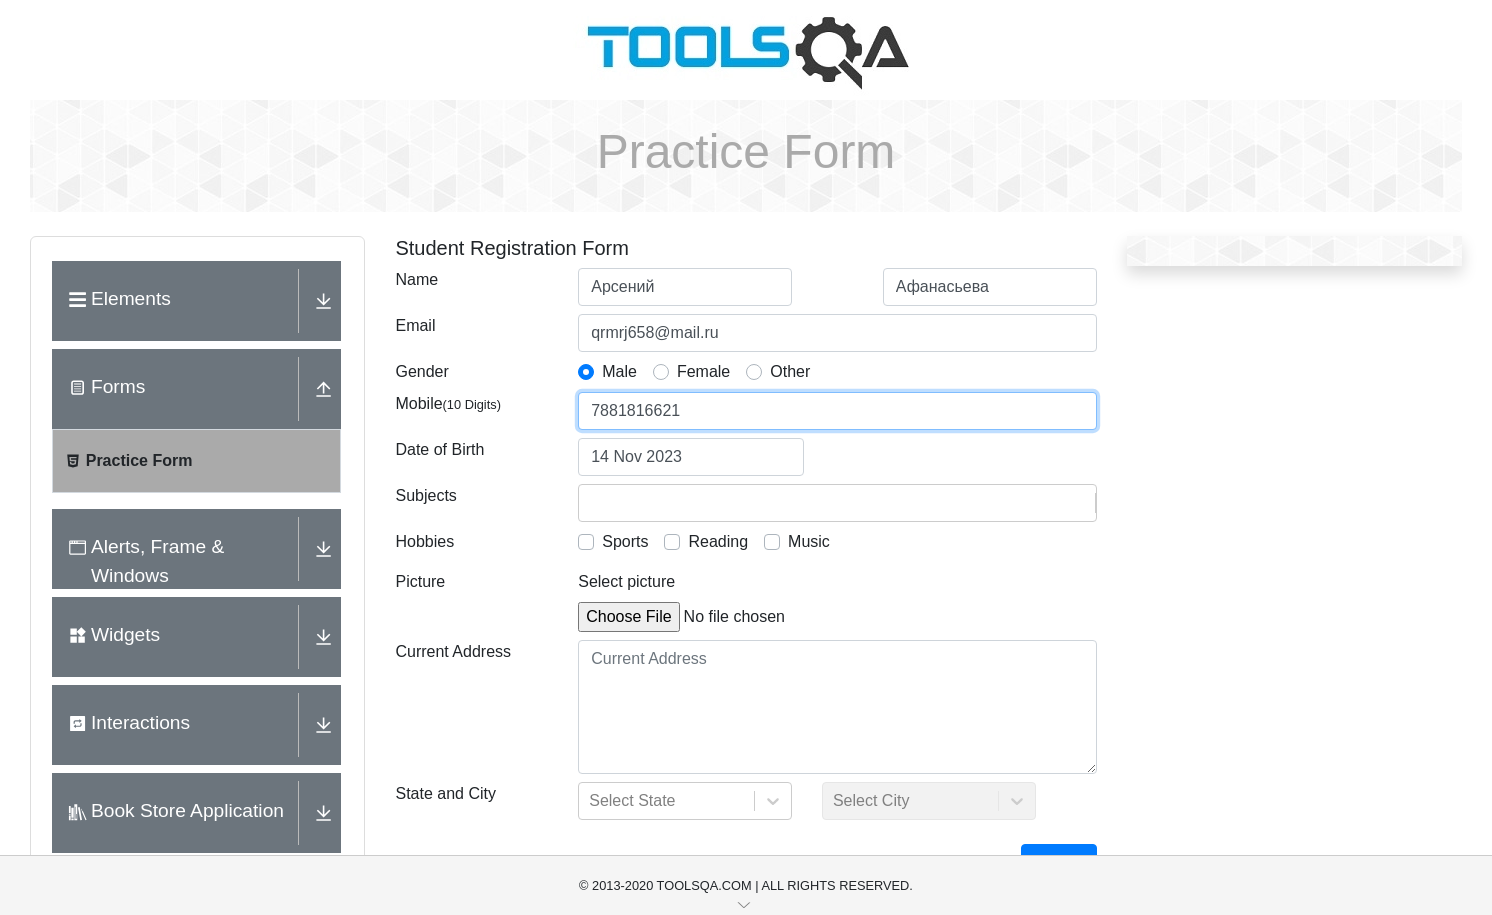 TOOLSQA
Practice Form
Elements
Forms
Practice Form
Alerts, Frame &
Windows
Widgets
Interactions
Book Store Application
Student Registration Form
Name
Арсений
Афанасьева
Email
qrmrj658@mail.ru
Gender
Male
Female
Other
Mobile(10 Digits)
7881816621
Date of Birth
14 Nov 2023
Subjects
Hobbies
Sports
Reading
Music
Picture
Select picture
Choose File No file chosen
Current Address
Current Address
State and City
Select State
Select City
© 2013-2020 TOOLSQA.COM | ALL RIGHTS RESERVED.